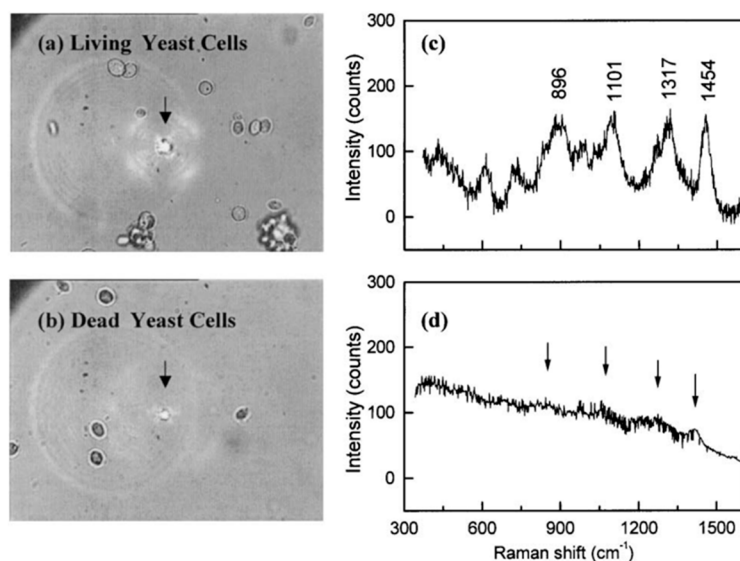 (a) Living Yeast Cells
(b) Dead Yeast Cells
(c)
300
200
100
0
Intensity (counts)
896
1101
1317
1454
(d)
300
200
100
0
Intensity (counts)
300 600 900 1200 1500
Raman shift (cm⁻¹)